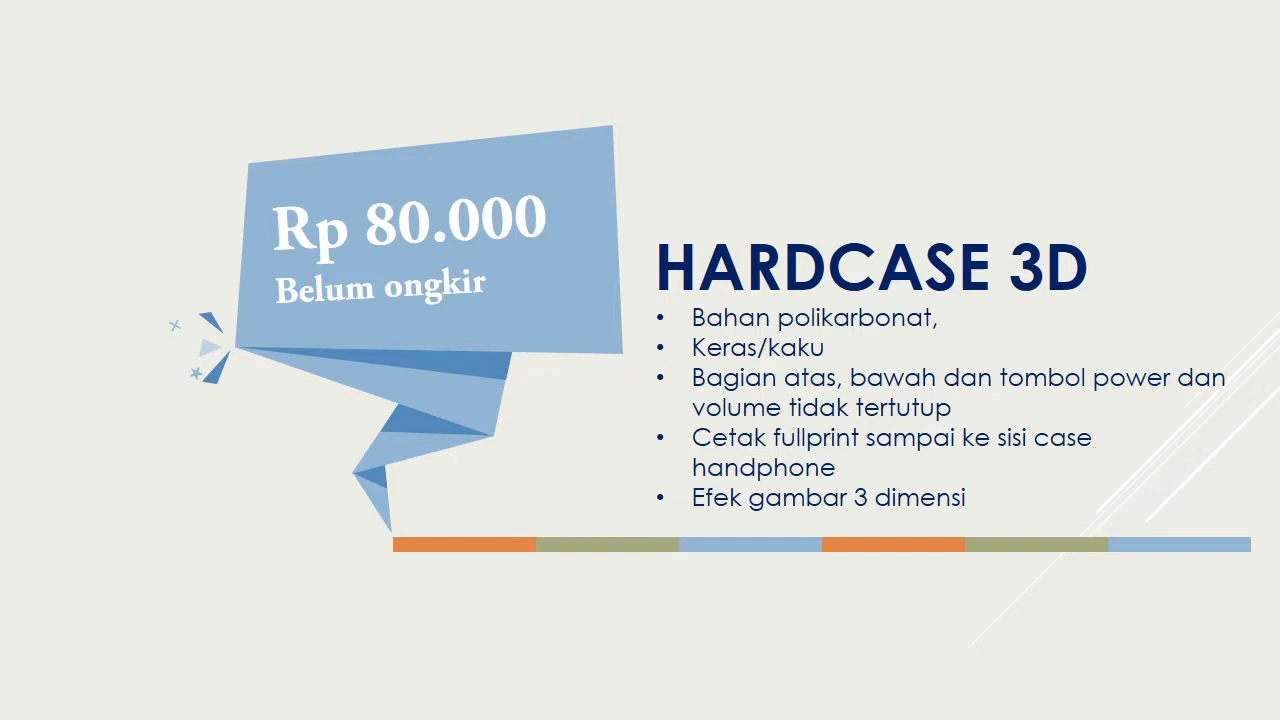 Rp 80.000
Belum ongkir
HARDCASE 3D
• Bahan polikarbonat,
• Keras/kaku
• Bagian atas, bawah dan tombol power dan
volume tidak tertutup
• Cetak fullprint sampai ke sisi case
handphone
• Efek gambar 3 dimensi